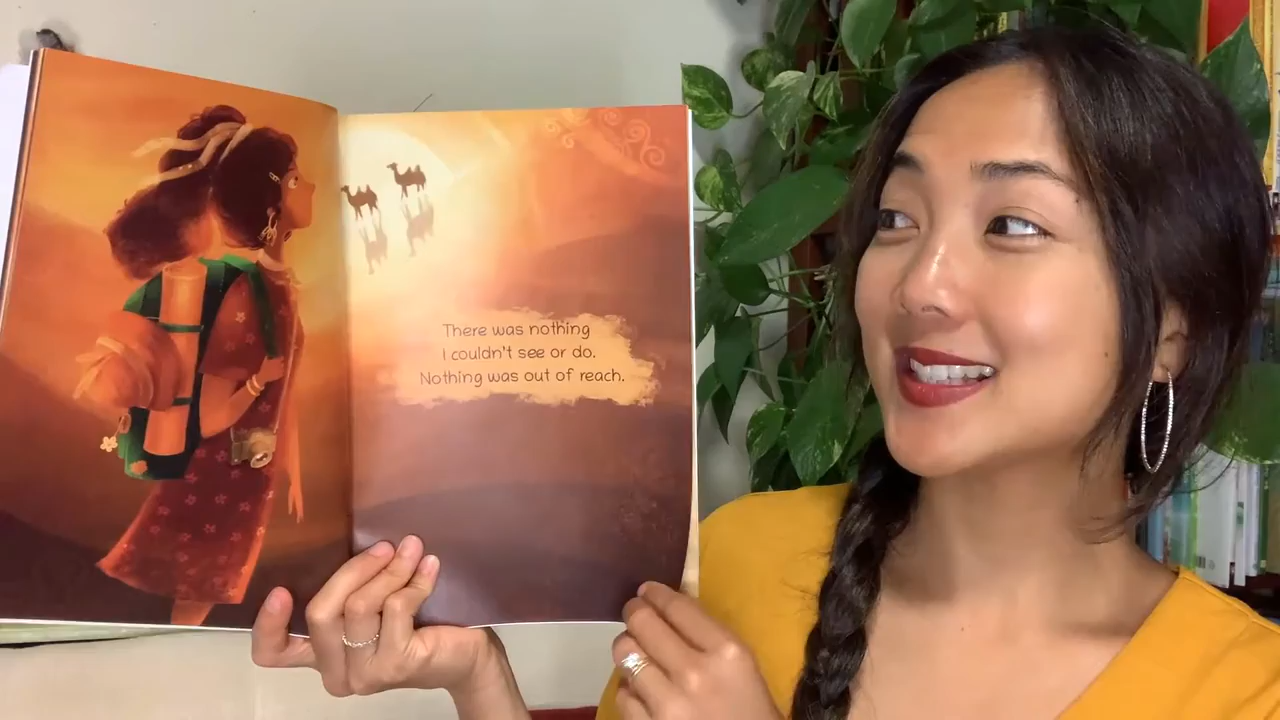 There was nothing
I couldn't see or do.
Nothing was out of reach.